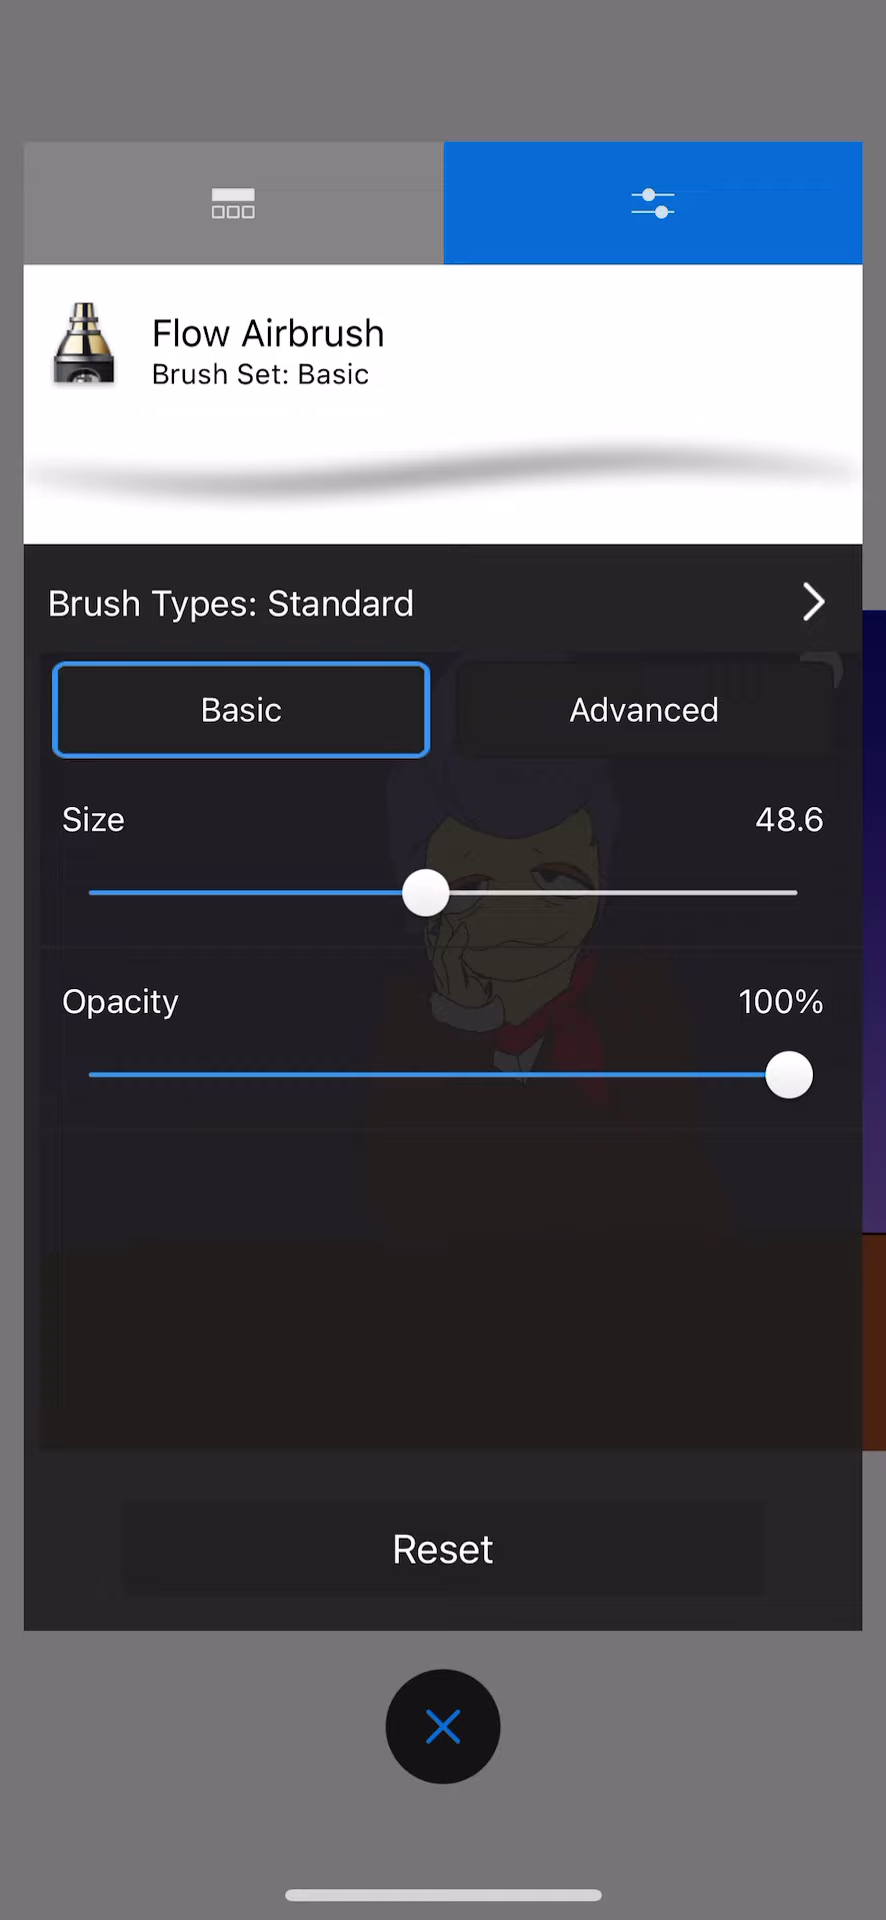 Flow Airbrush
Brush Set: Basic
Brush Types: Standard
Basic
Advanced
Size
48.6
Opacity
100%
Reset